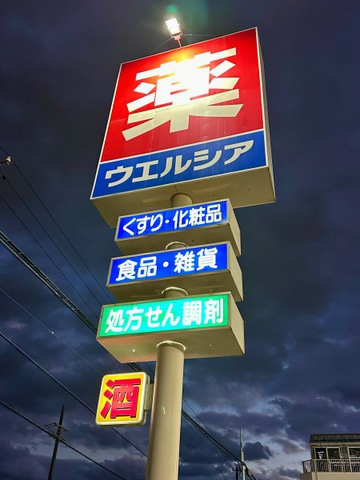 薬
ウエルシア
くすり・化粧品
食品・雑貨
処方せん調剤
酒